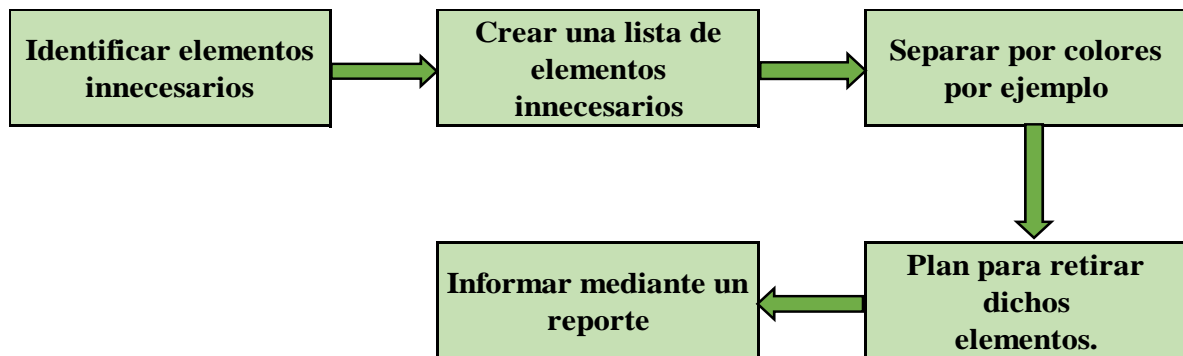 Identificar elementos
innecesarios
Crear una lista de
elementos
innecesarios
Separar por colores
por ejemplo
Plan para retirar
dichos
elementos.
Informar mediante un
reporte